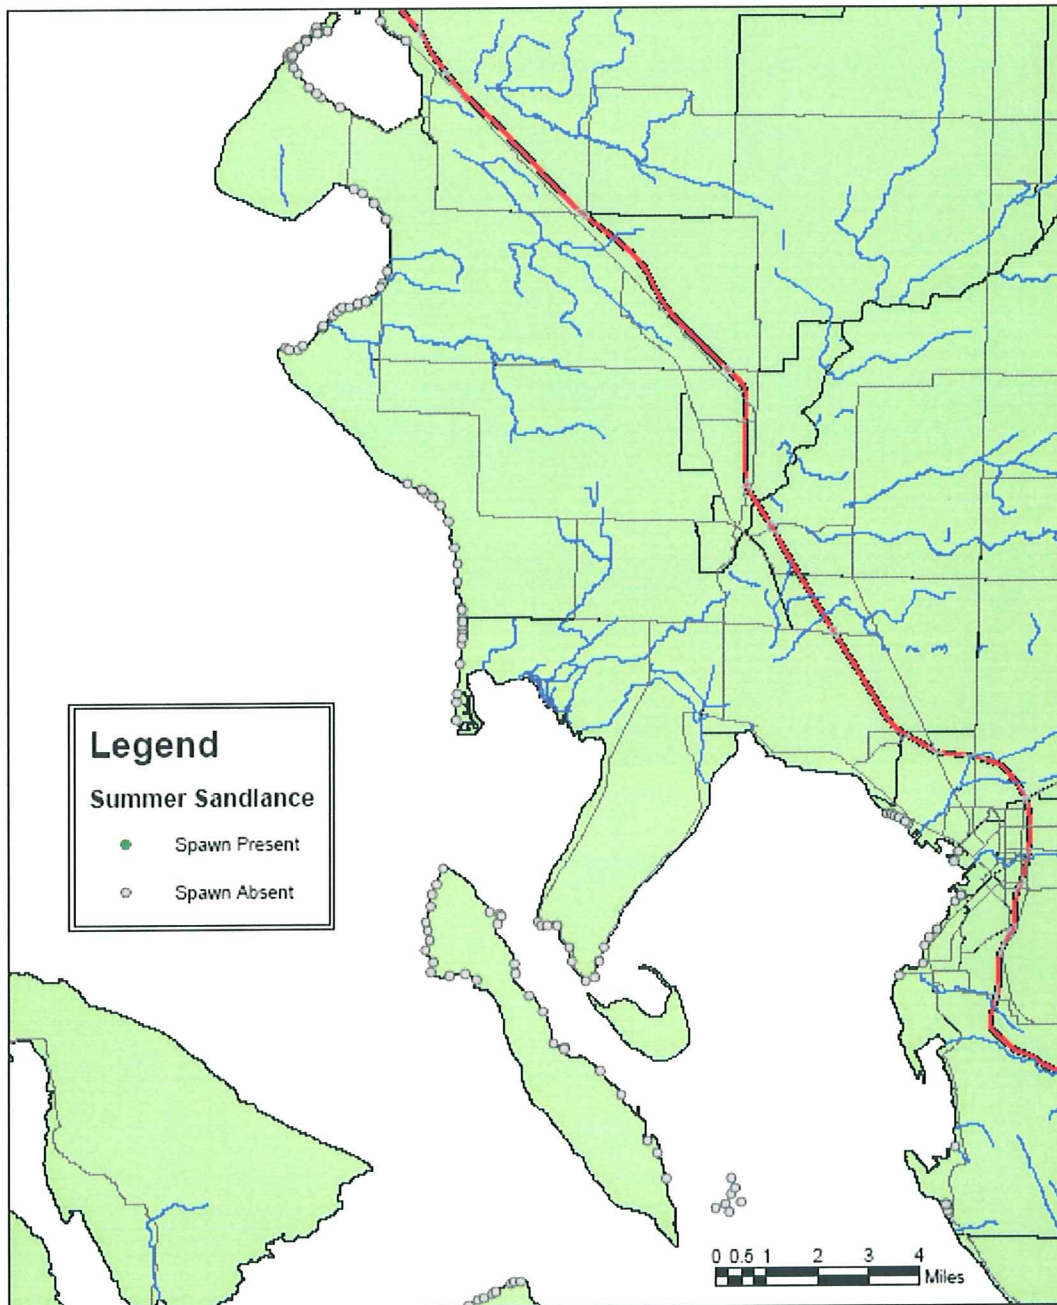 Legend
Summer Sandlance
Spawn Present
Spawn Absent
0 0.5 1 2 3 4
Miles